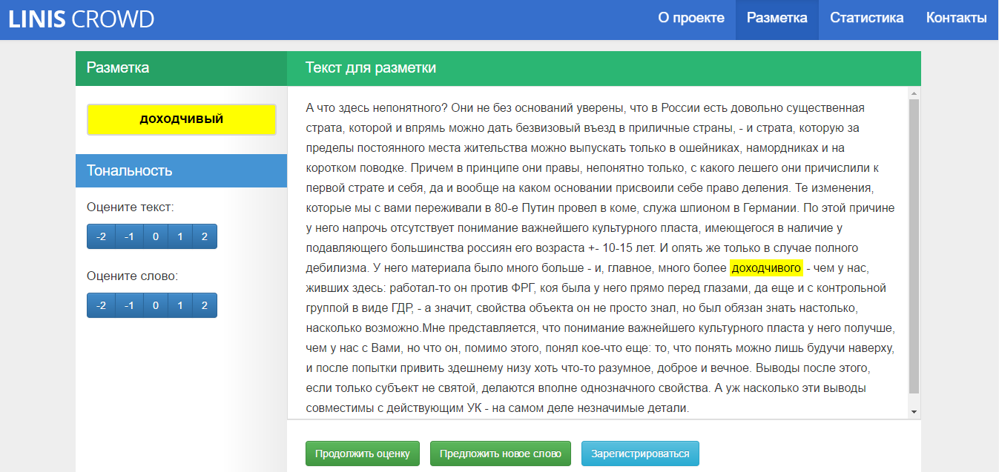 LINIS CROWD
О проекте
Разметка
Статистика
Контакты
Разметка
доходчивый
Тональность
Оцените текст:
-2 -1 0 1 2
Оцените слово:
-2 -1 0 1 2
Текст для разметки
А что здесь непонятного? Они не без оснований уверены, что в России есть довольно существенная
страта, которой и впрямь можно дать безвизовый въезд в приличные страны, - и страта, которую за
пределы постоянного места жительства можно выпускать только в ошейниках, намордниках и на
коротком поводке. Причем в принципе они правы, непонятно только, с какого лешего они причислили к
первой страте и себя, да и вообще на каком основании присвоили себе право деления. Те изменения,
которые мы с вами переживали в 80-е Путин провел в коме, служа шпионом в Германии. По этой причине
у него напрочь отсутствует понимание важнейшего культурного пласта, имеющегося в наличие у
подавляющего большинства россиян его возраста +- 10-15 лет. И опять же только в случае полного
дебилизма. У него материала было много больше - и, главное, много более доходчивого - чем у нас,
живших здесь: работал-то он против ФРГ, коя была у него прямо перед глазами, да еще и с контрольной
группой в виде ГДР, - а значит, свойства объекта он не просто знал, но был обязан знать настолько,
насколько возможно.Мне представляется, что понимание важнейшего культурного пласта у него получше,
чем у нас с Вами, но что он, помимо этого, понял кое-что еще: то, что понять можно лишь будучи наверху,
и после попытки привить здешнему низу хоть что-то разумное, доброе и вечное. Выводы после этого,
если только субъект не святой, делаются вполне однозначного свойства. А уж насколько эти выводы
совместимы с действующим УК - на самом деле незначимые детали.
Продолжить оценку
Предложить новое слово
Зарегистрироваться